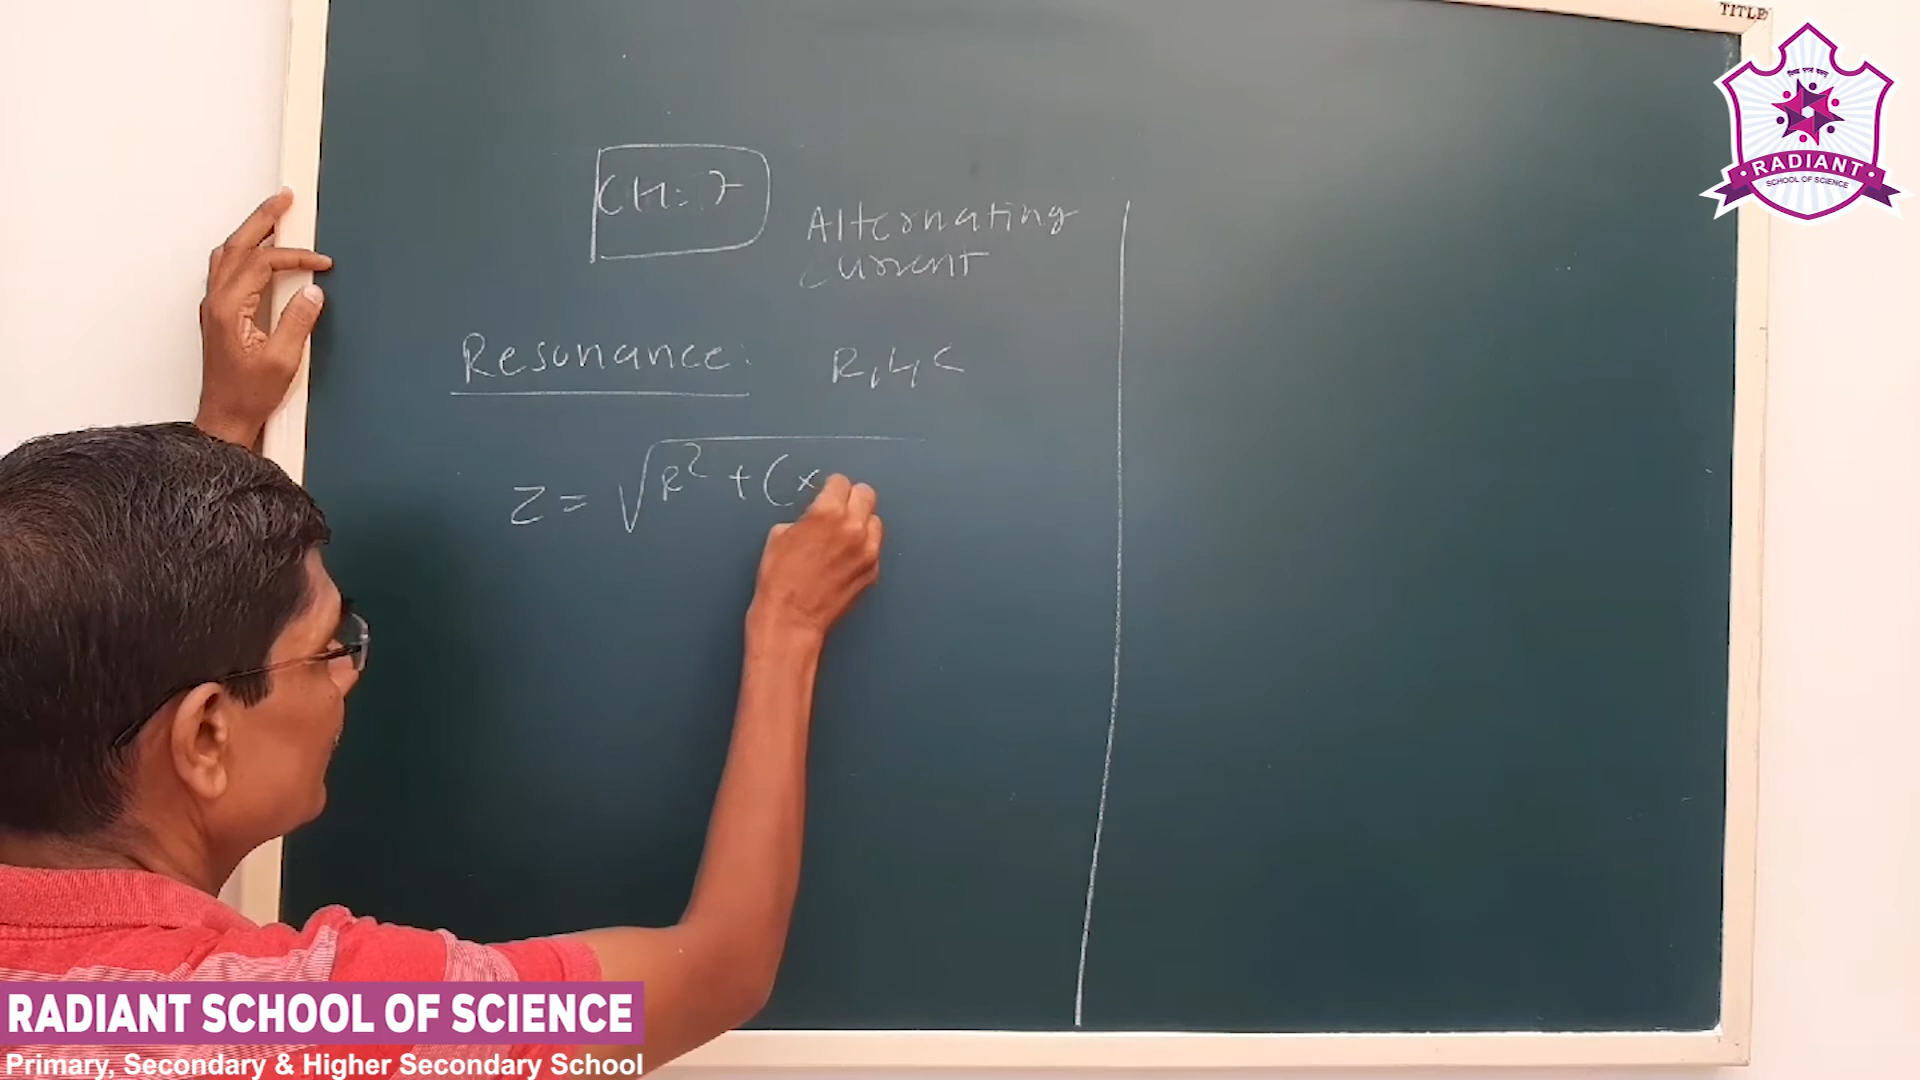 TITLE
RADIANT
SCHOOL OF SCIENCE
CH:7
Alternating
current
Resonance: R, L, C
Z = √R² + (x
RADIANT SCHOOL OF SCIENCE
Primary, Secondary & Higher Secondary School